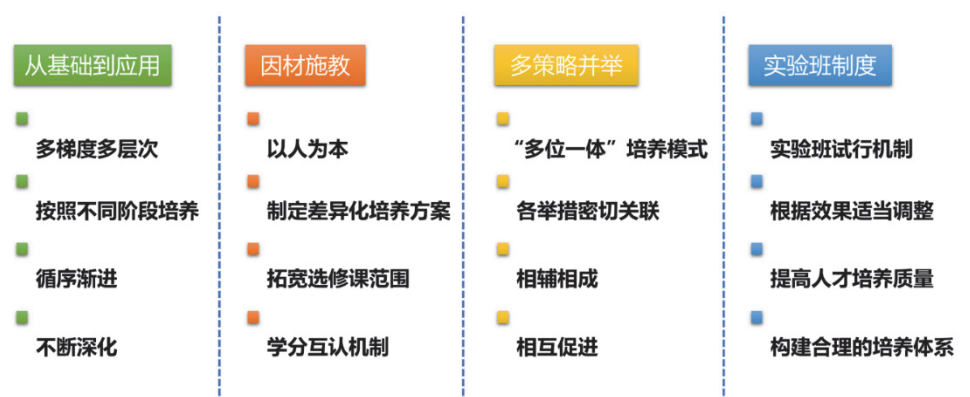 从基础到应用
多梯度多层次
按照不同阶段培养
循序渐进
不断深化
因材施教
以人为本
制定差异化培养方案
拓宽选修课范围
学分互认机制
多策略并举
“多位一体”培养模式
各举措密切关联
相辅相成
相互促进
实验班制度
实验班试行机制
根据效果适当调整
提高人才培养质量
构建合理的培养体系